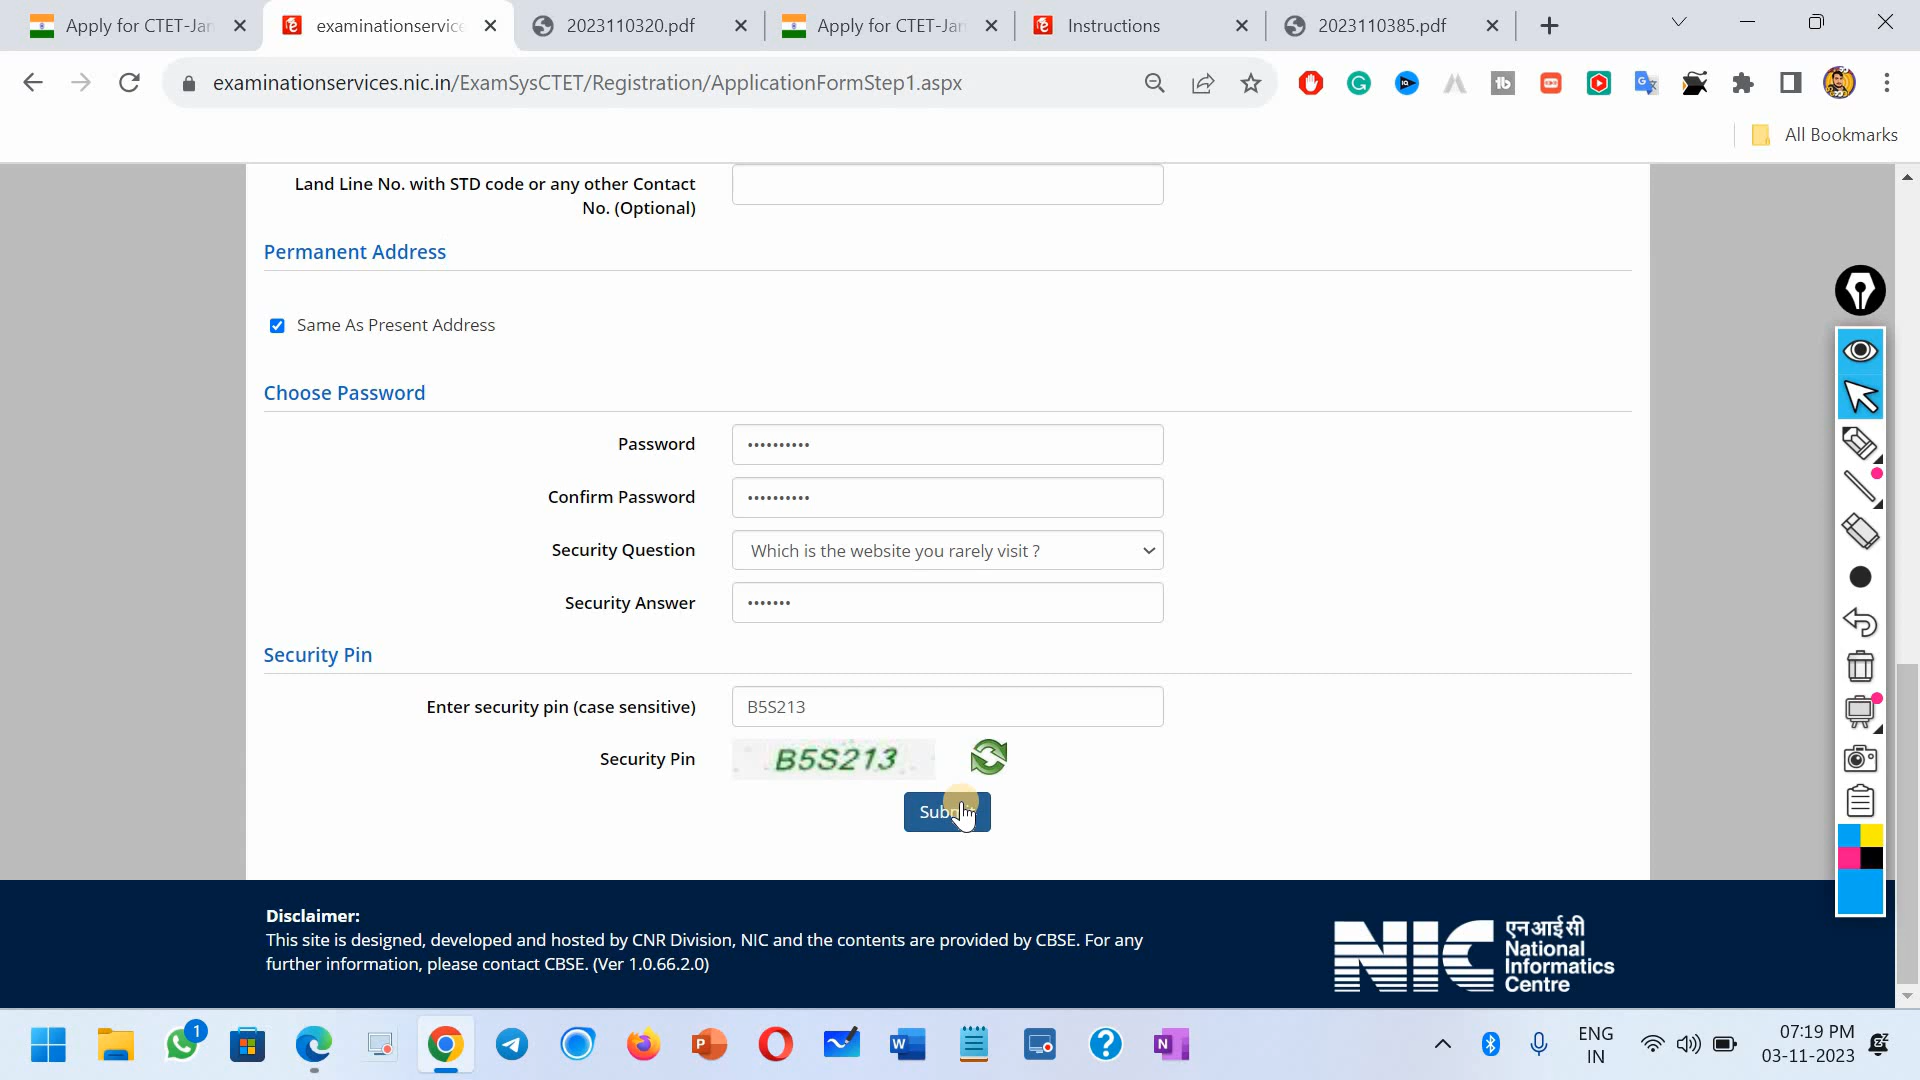 Apply for CTET-Jan
examinationservice
2023110320.pdf
Apply for CTET-Jan
Instructions
2023110385.pdf
examinationservices.nic.in/ExamSysCTET/Registration/ApplicationFormStep1.aspx
All Bookmarks
Land Line No. with STD code or any other Contact
No. (Optional)
Permanent Address
Same As Present Address
Choose Password
Password ••••••••••
Confirm Password ••••••••••
Security Question Which is the website you rarely visit ?
Security Answer •••••••
Security Pin
Enter security pin (case sensitive) B5S213
Security Pin B5S213
Submit
Disclaimer:
This site is designed, developed and hosted by CNR Division, NIC and the contents are provided by CBSE. For any
further information, please contact CBSE. (Ver 1.0.66.2.0)
NIC
एनआईसी
National
Informatics
Centre
1
ENG
IN
07:19 PM
03-11-2023